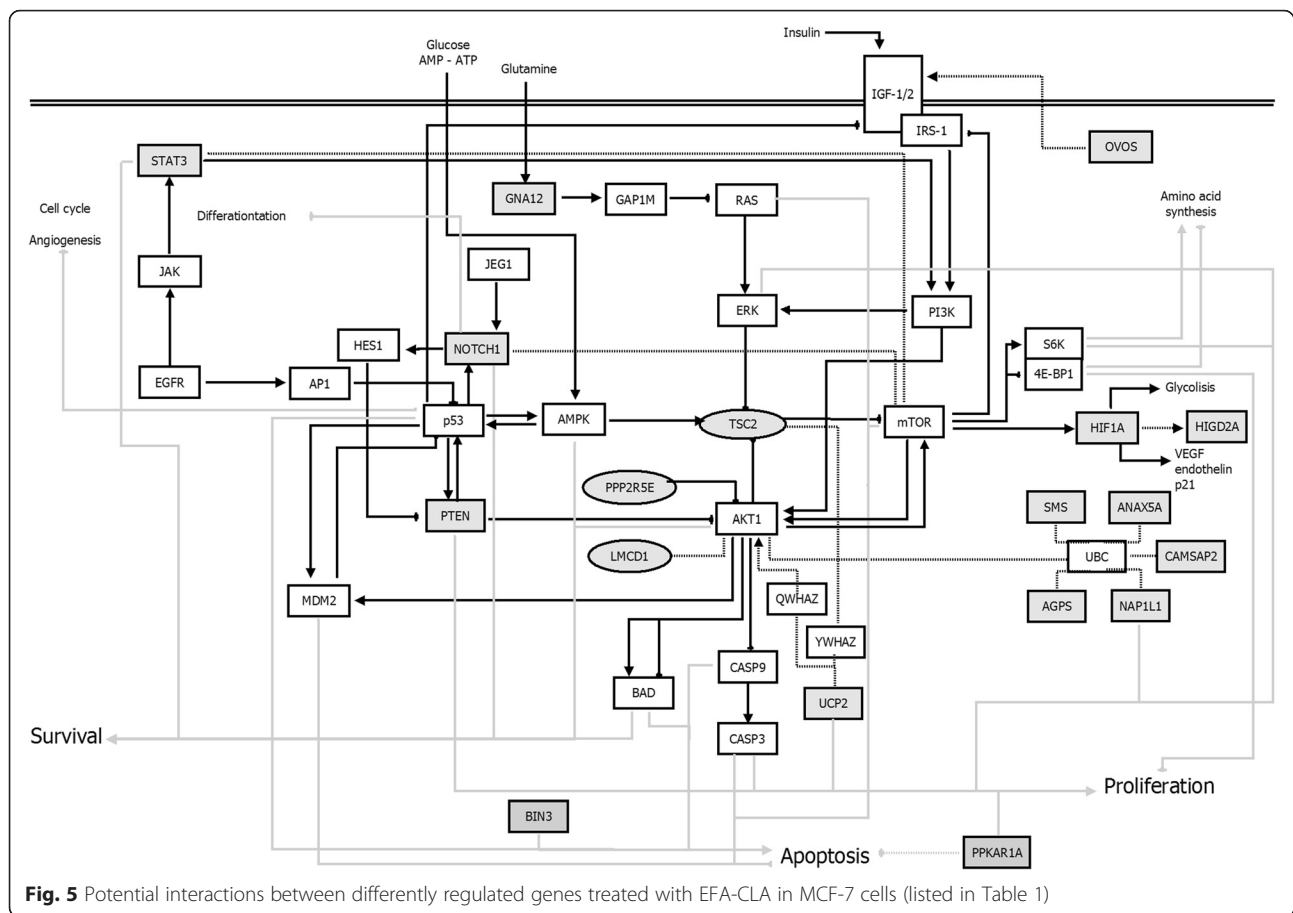 Insulin
Glucose
AMP - ATP
Glutamine
IGF-1/2
IRS-1
OVOS
STAT3
GNA12
GAP1M
RAS
Cell cycle
Differationtation
Angiogenesis
Amino acid
synthesis
JAK
JEG1
ERK
PI3K
HES1
NOTCH1
S6K
4E-BP1
EGFR
AP1
Glycolisis
p53
AMPK
TSC2
mTOR
HIF1A
HIGD2A
VEGF
endothelin
p21
PPP2R5E
PTEN
AKT1
SMS
ANAX5A
LMCD1
UBC
CAMSAP2
MDM2
QWHAZ
AGPS
NAP1L1
YWHAZ
CASP9
BAD
UCP2
Survival
CASP3
Proliferation
BIN3
Apoptosis
PPKAR1A
Fig. 5 Potential interactions between differently regulated genes treated with EFA-CLA in MCF-7 cells (listed in Table 1)